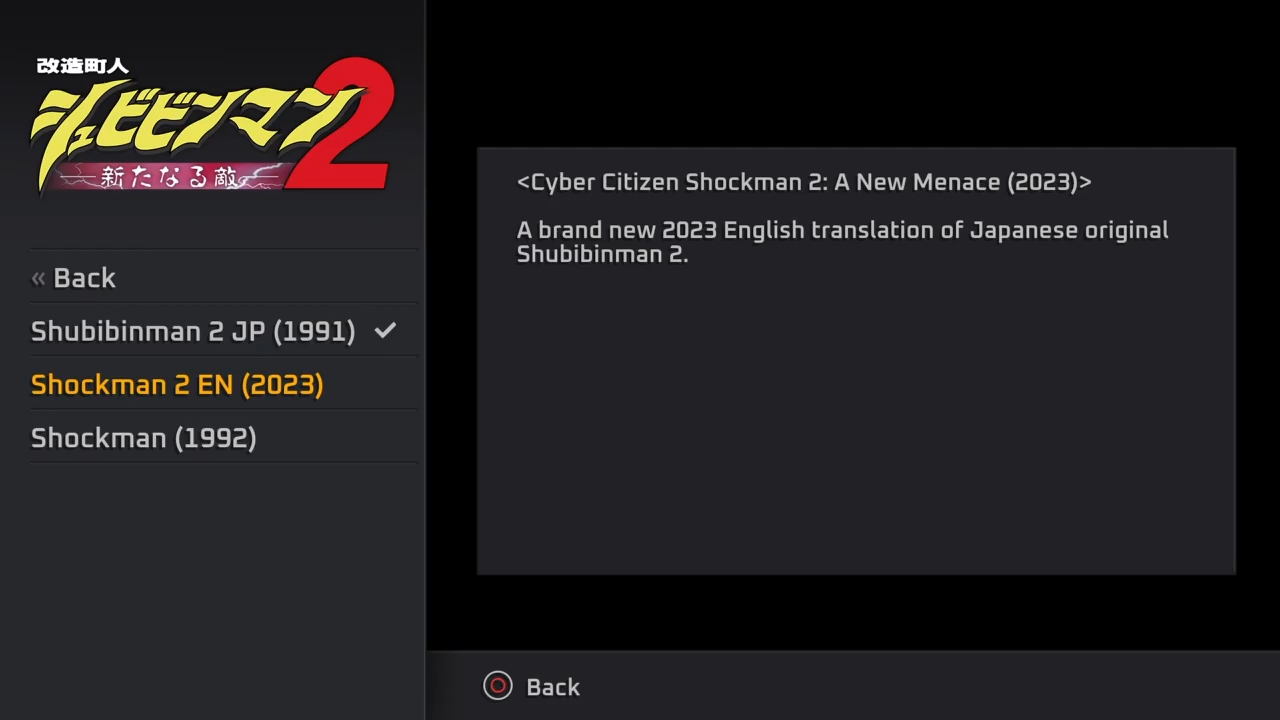 改造町人
シュビビンマン2
新たなる敵
« Back
Shubibinman 2 JP (1991) ✓
Shockman 2 EN (2023)
Shockman (1992)
<Cyber Citizen Shockman 2: A New Menace (2023)>
A brand new 2023 English translation of Japanese original
Shubibinman 2.
Back